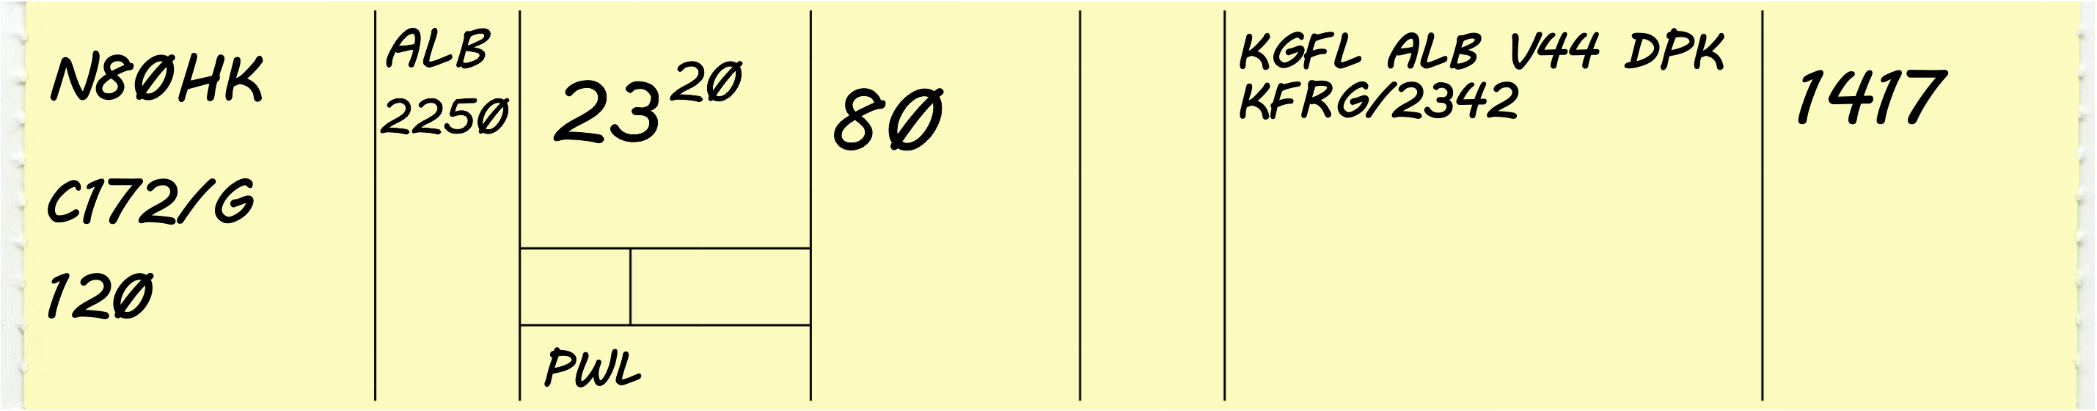 N80HK
C172/G
120
ALB
2250
23 20
PWL
80
KGFL ALB V44 DPK
KFRG/2342
1417